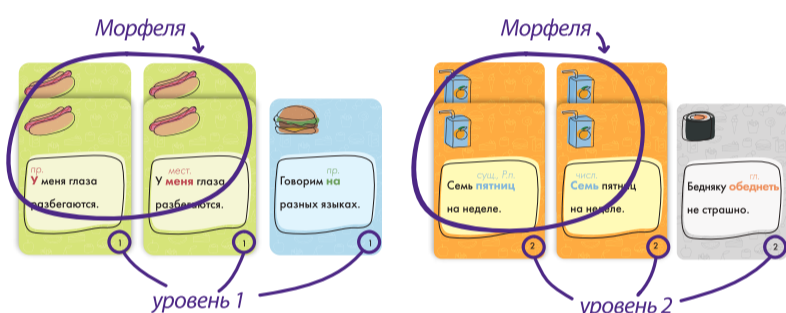 Морфеля
Морфеля
пр.
У меня глаза
разбегаются.
1
мест.
У меня глаза
разбегаются.
1
пр.
Говорим на
разных языках.
1
сущ., Р.п.
Семь пятниц
на неделе.
2
числ.
Семь пятниц
на неделе.
2
гл.
Бедняку обеднеть
не страшно.
2
уровень 1
уровень 2